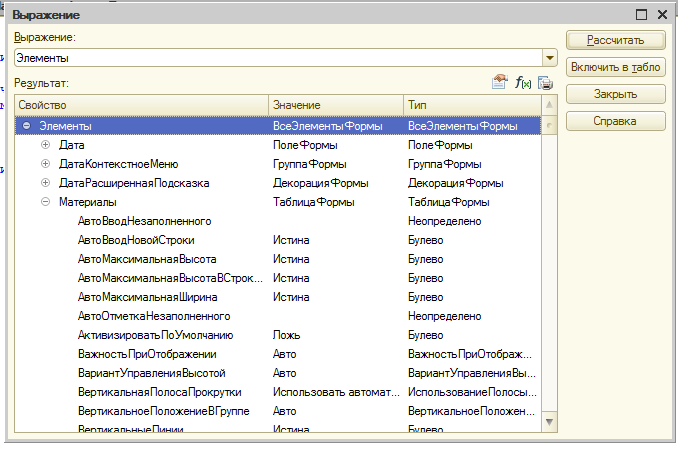 Выражение
Выражение:
Элементы
Рассчитать
Включить в табло
Закрыть
Справка
Результат:
Свойство Значение Тип
Элементы ВсеЭлементыФормы ВсеЭлементыФормы
Дата ПолеФормы ПолеФормы
ДатаКонтекстноеМеню ГруппаФормы ГруппаФормы
ДатаРасширеннаяПодсказка ДекорацияФормы ДекорацияФормы
Материалы ТаблицаФормы ТаблицаФормы
АвтоВводНезаполненного Неопределено
АвтоВводНовойСтроки Истина Булево
АвтоМаксимальнаяВысота Истина Булево
АвтоМаксимальнаяВысотаВСтрок... Истина Булево
АвтоМаксимальнаяШирина Истина Булево
АвтоОтметкаНезаполненного Неопределено
АктивизироватьПоУмолчанию Ложь Булево
ВажностьПриОтображении Авто ВажностьПриОтображ...
ВариантУправленияВысотой Авто ВариантУправленияВы...
ВертикальнаяПолосаПрокрутки Использовать автомат... ИспользованиеПолосы...
ВертикальноеПоложениеВГруппе Авто ВертикальноеПоложен...
ВертикальныеЛинии Истина Булево